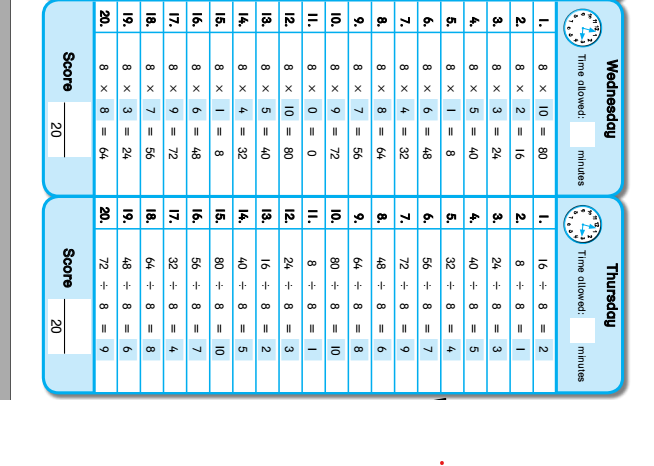 Wednesday
Time allowed: minutes
1. 8 × 10 = 80
2. 8 × 2 = 16
3. 8 × 3 = 24
4. 8 × 5 = 40
5. 8 × 1 = 8
6. 8 × 6 = 48
7. 8 × 4 = 32
8. 8 × 8 = 64
9. 8 × 7 = 56
10. 8 × 9 = 72
11. 8 × 0 = 0
12. 8 × 10 = 80
13. 8 × 5 = 40
14. 8 × 4 = 32
15. 8 × 1 = 8
16. 8 × 6 = 48
17. 8 × 9 = 72
18. 8 × 7 = 56
19. 8 × 3 = 24
20. 8 × 8 = 64
Score
20
Thursday
Time allowed: minutes
1. 16 ÷ 8 = 2
2. 8 ÷ 8 = 1
3. 24 ÷ 8 = 3
4. 40 ÷ 8 = 5
5. 32 ÷ 8 = 4
6. 56 ÷ 8 = 7
7. 72 ÷ 8 = 9
8. 48 ÷ 8 = 6
9. 64 ÷ 8 = 8
10. 80 ÷ 8 = 10
11. 8 ÷ 8 = 1
12. 24 ÷ 8 = 3
13. 16 ÷ 8 = 2
14. 40 ÷ 8 = 5
15. 80 ÷ 8 = 10
16. 56 ÷ 8 = 7
17. 32 ÷ 8 = 4
18. 64 ÷ 8 = 8
19. 48 ÷ 8 = 6
20. 72 ÷ 8 = 9
Score
20